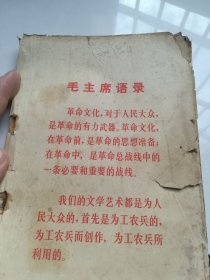 毛主席语录
革命文化，对于人民大众，
是革命的有力武器。革命文化，
在革命前，是革命的思想准备；
在革命中，是革命总战线中的
一条必要和重要的战线。
我们的文学艺术都是为人
民大众的，首先是为工农兵的，
为工农兵而创作，为工农兵所
利用的。